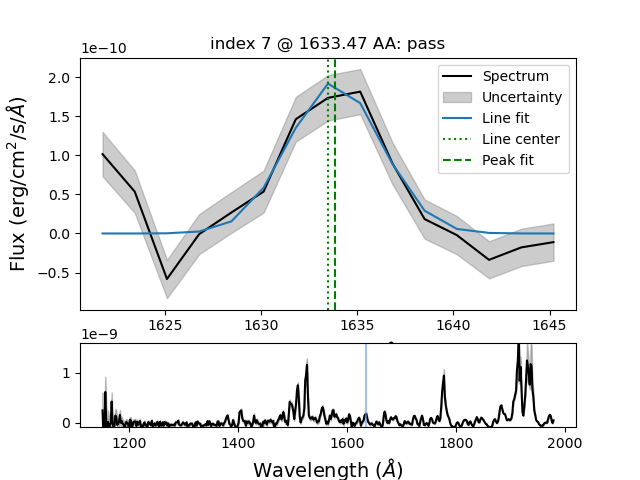 index 7 @ 1633.47 AA: pass
1e−10
Flux (erg/cm²/s/Å)
2.0
1.5
1.0
0.5
0.0
−0.5
Spectrum
Uncertainty
Line fit
Line center
Peak fit
1625 1630 1635 1640 1645
1e−9
1
0
1200 1400 1600 1800 2000
Wavelength (Å)